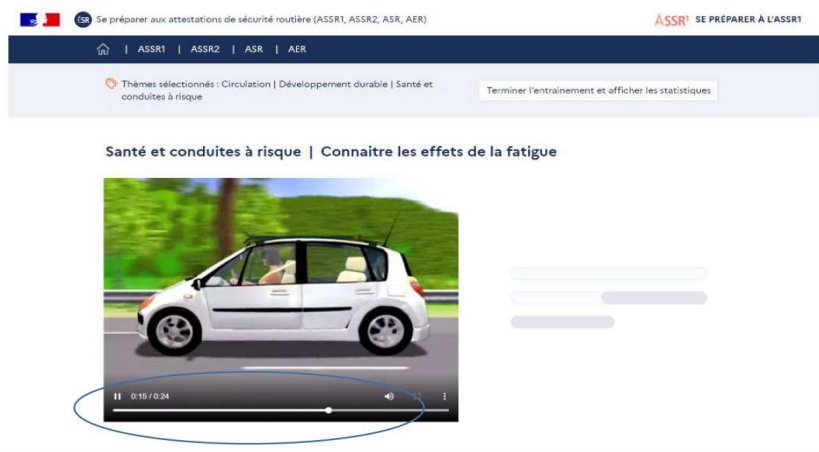 Se préparer aux attestations de sécurité routière (ASSR1, ASSR2, ASR, AER)
ASSR1 SE PRÉPARER À L'ASSR1
| ASSR1 | ASSR2 | ASR | AER
Thèmes sélectionnés : Circulation | Développement durable | Santé et
conduites à risque
Terminer l'entrainement et afficher les statistiques
Santé et conduites à risque | Connaitre les effets de la fatigue
0:15 / 0:24